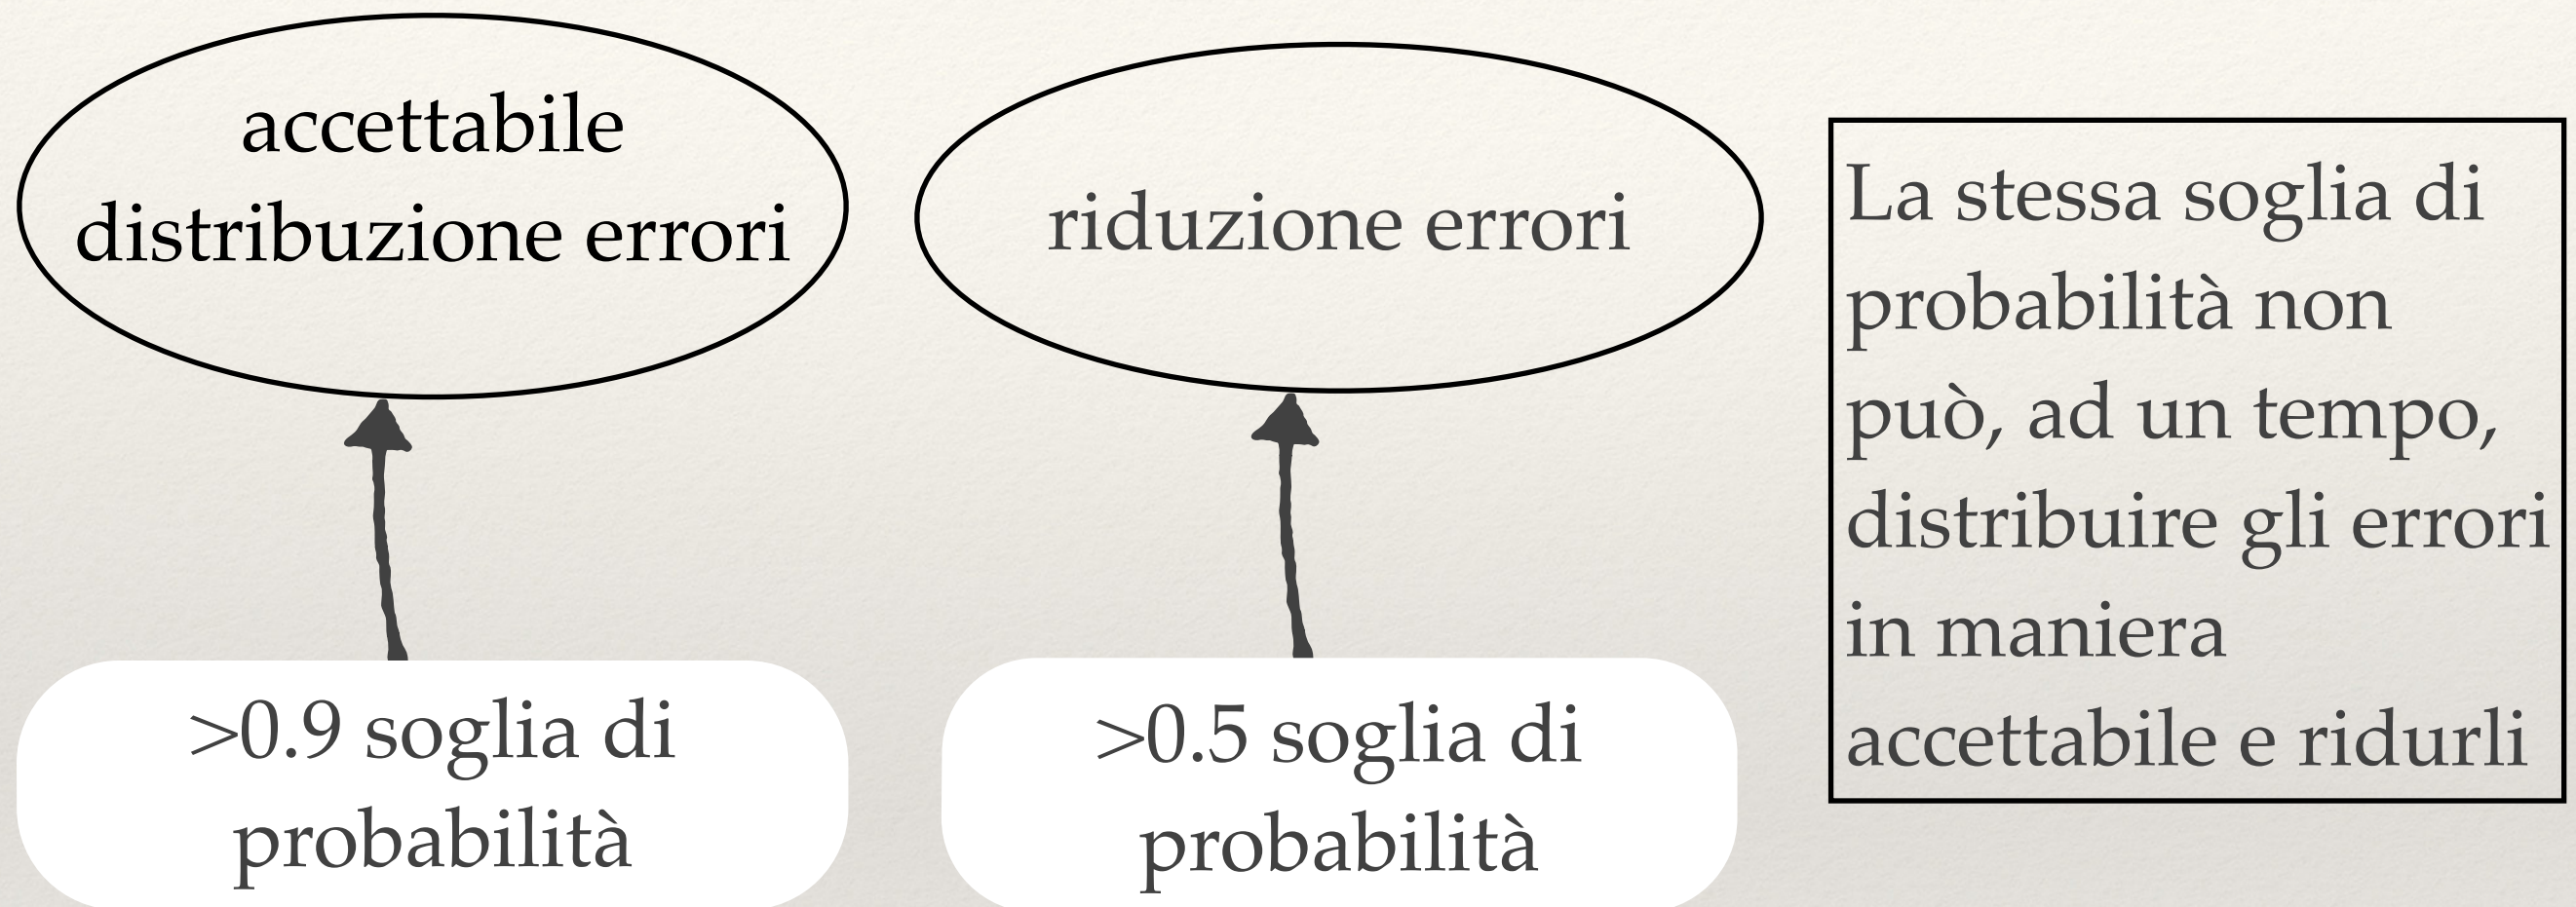 accettabile
distribuzione errori
riduzione errori
La stessa soglia di
probabilità non
può, ad un tempo,
distribuire gli errori
in maniera
accettabile e ridurli
>0.9 soglia di
probabilità
>0.5 soglia di
probabilità